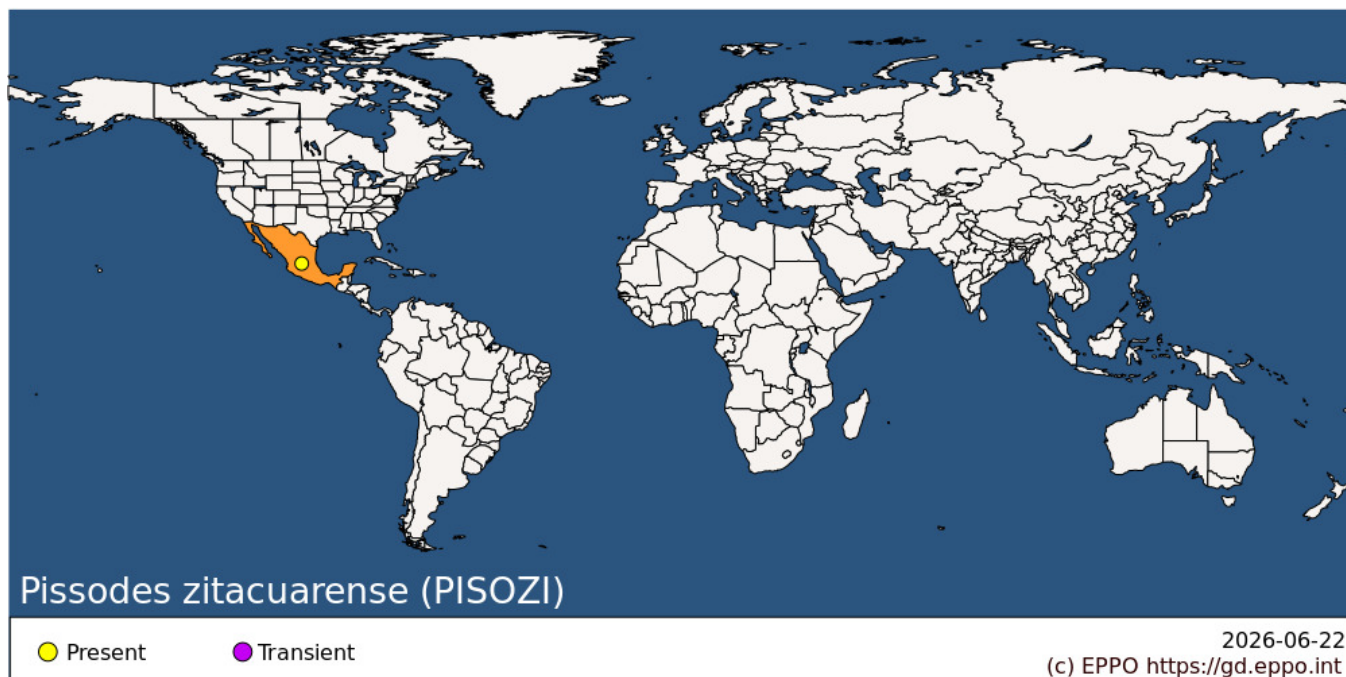 Pissodes zitacuarense (PISOZI)
Present
Transient
2026-06-22
(c) EPPO https://gd.eppo.int